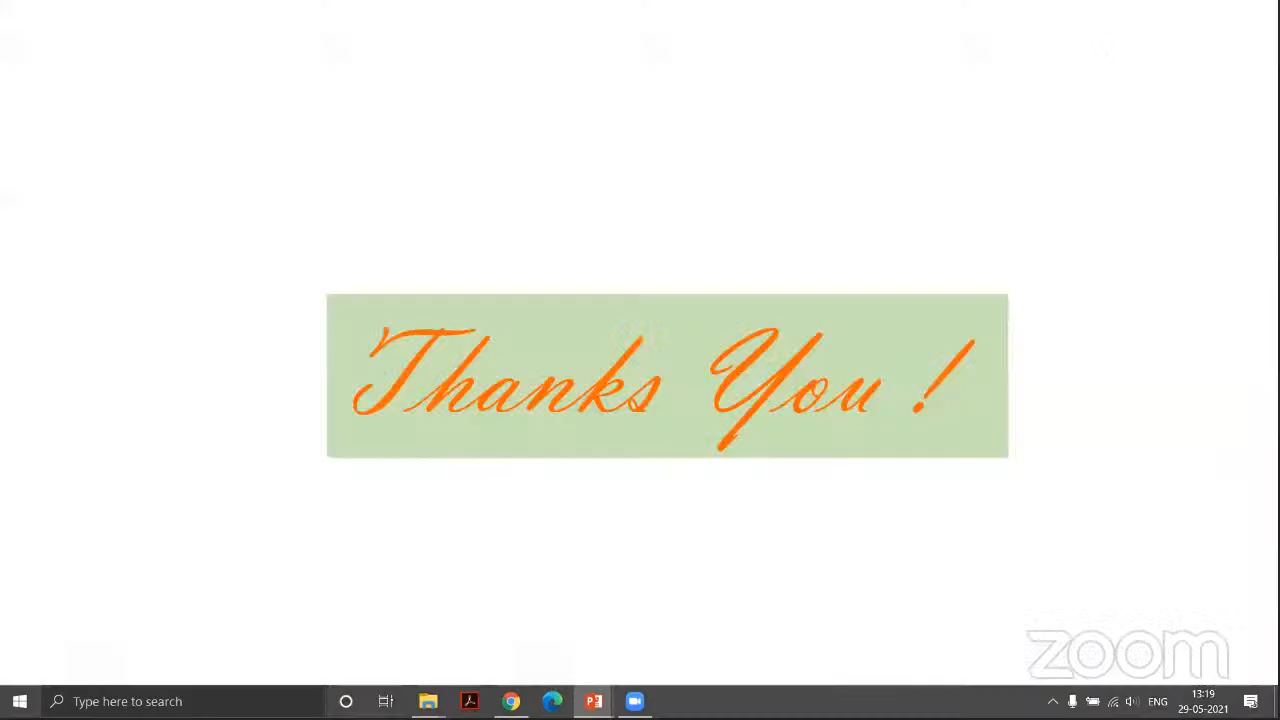 Thanks You !
zoom
Type here to search
ENG
13:19
29-05-2021